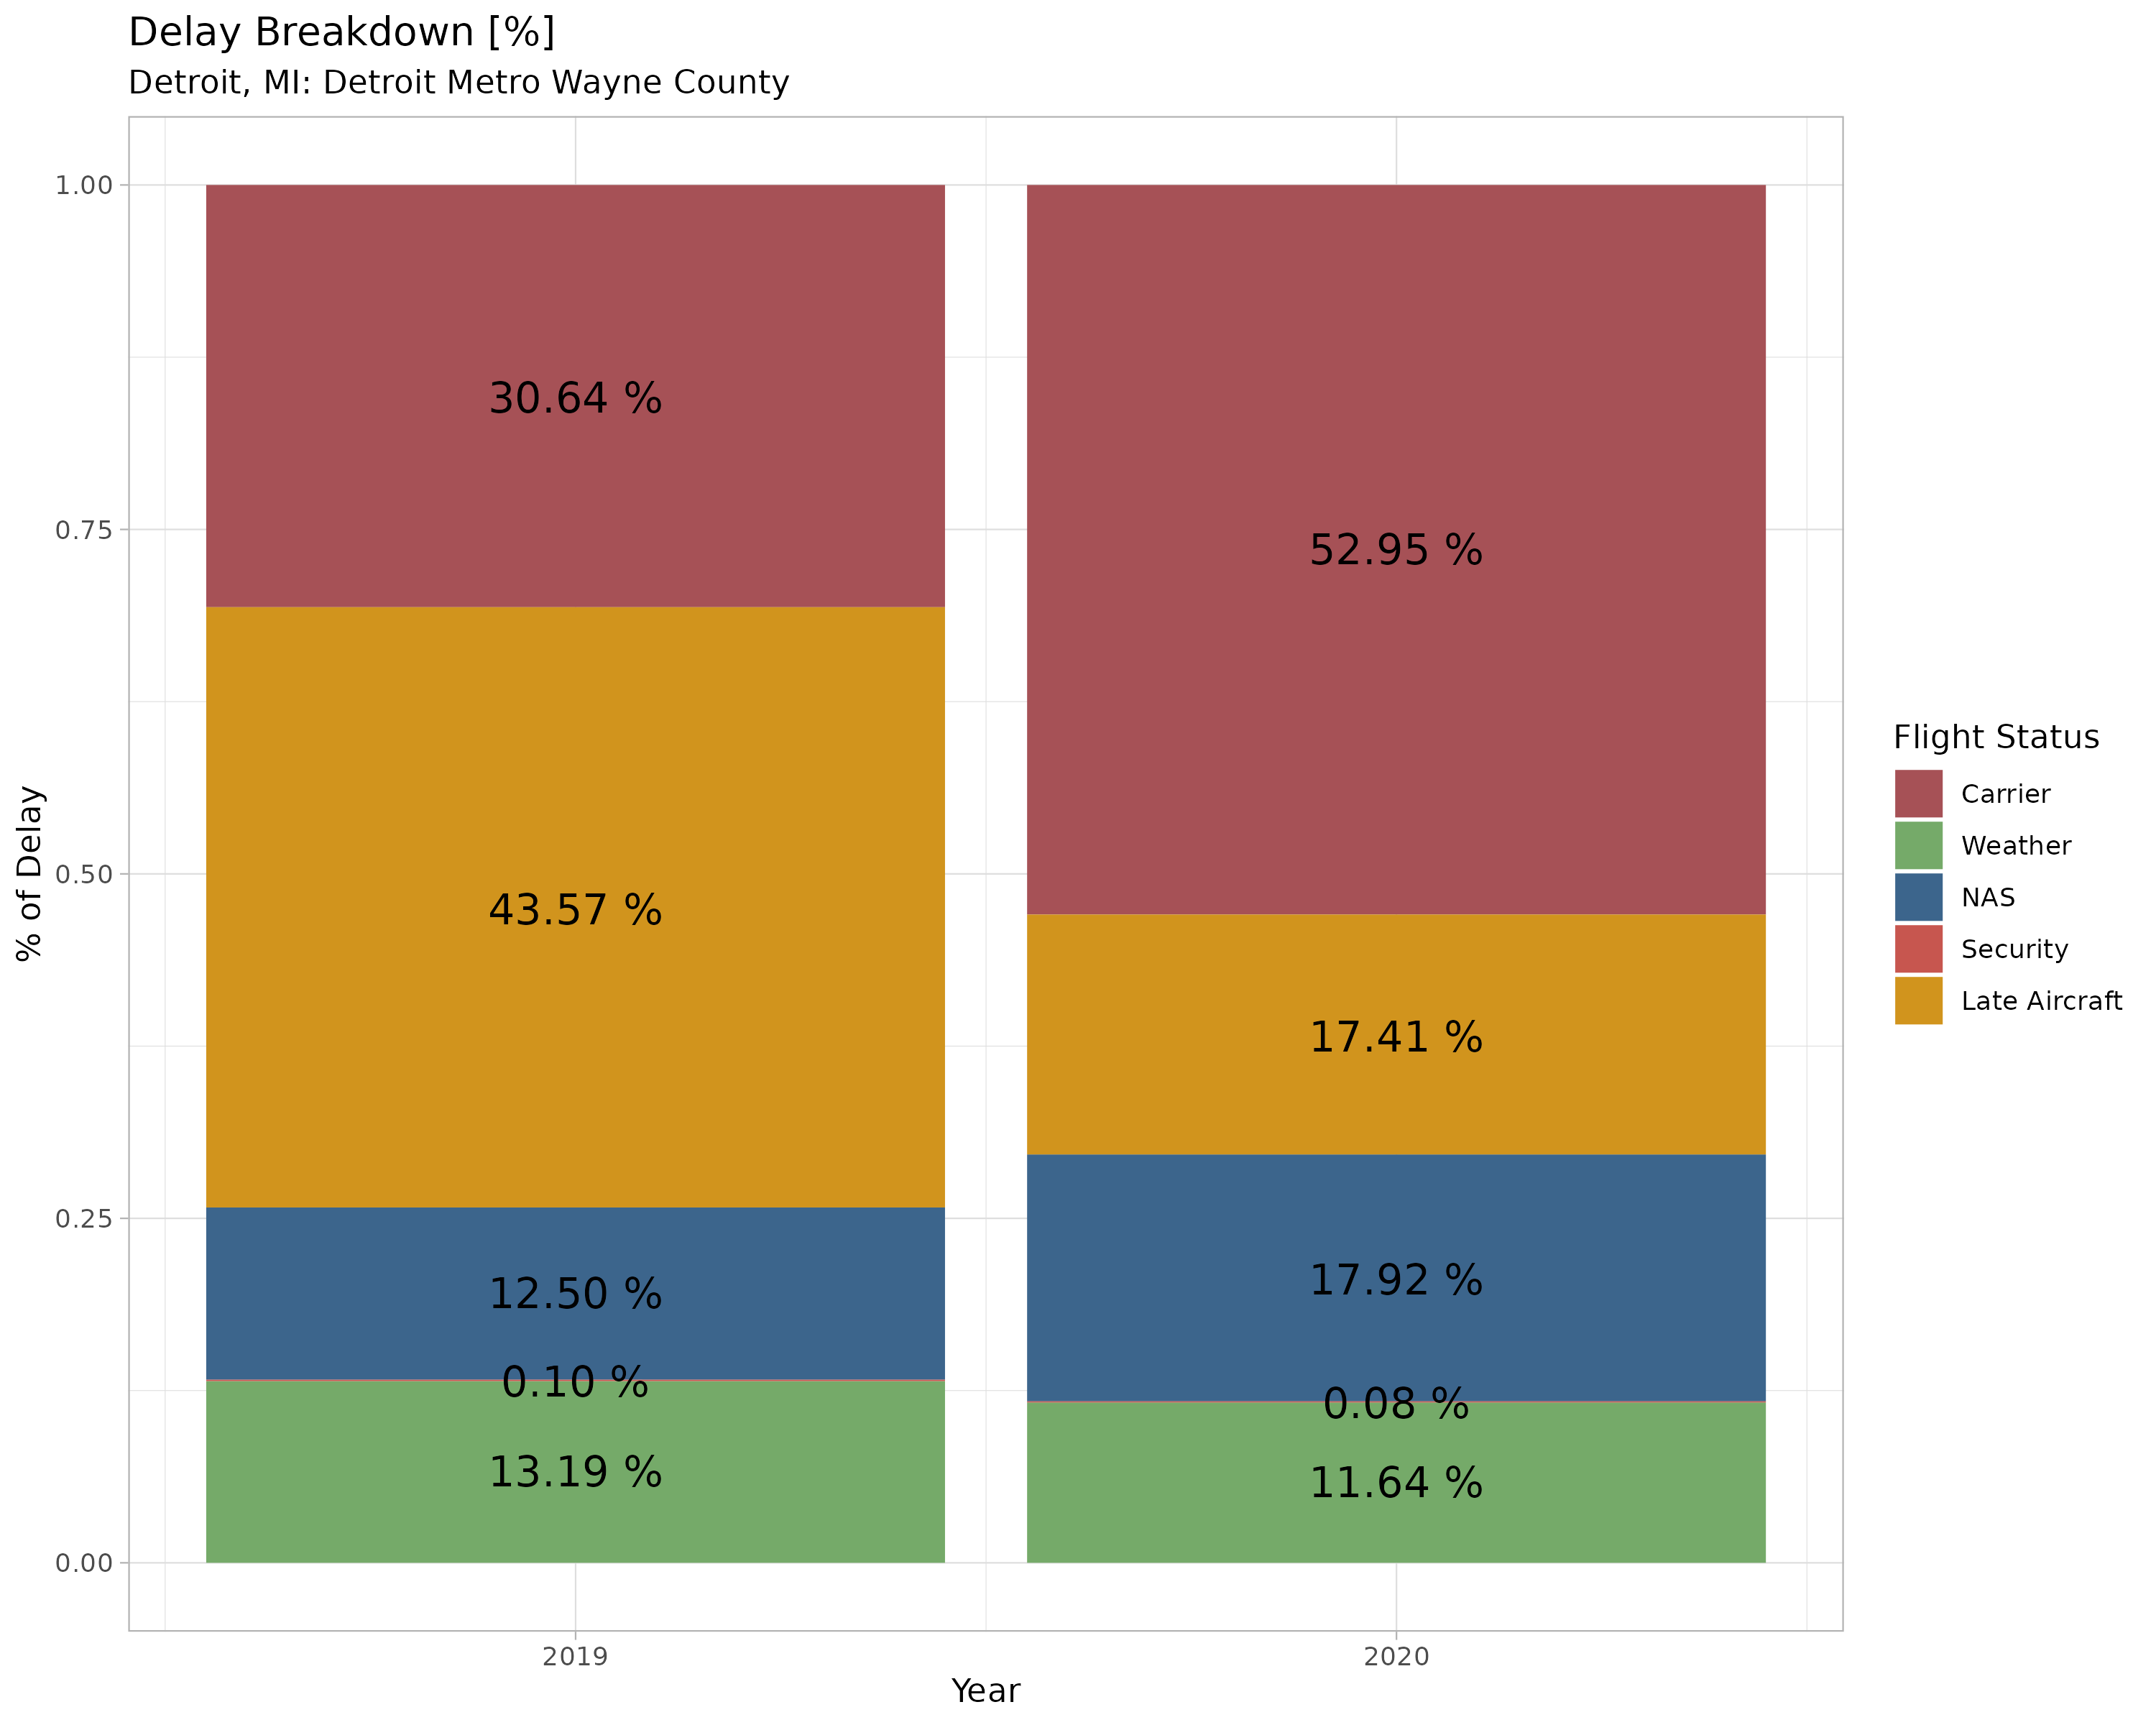 Delay Breakdown [%]
Detroit, MI: Detroit Metro Wayne County
% of Delay
1.00
0.75
0.50
0.25
0.00
30.64 %
43.57 %
12.50 %
0.10 %
13.19 %
52.95 %
17.41 %
17.92 %
0.08 %
11.64 %
2019
2020
Year
Flight Status
Carrier
Weather
NAS
Security
Late Aircraft